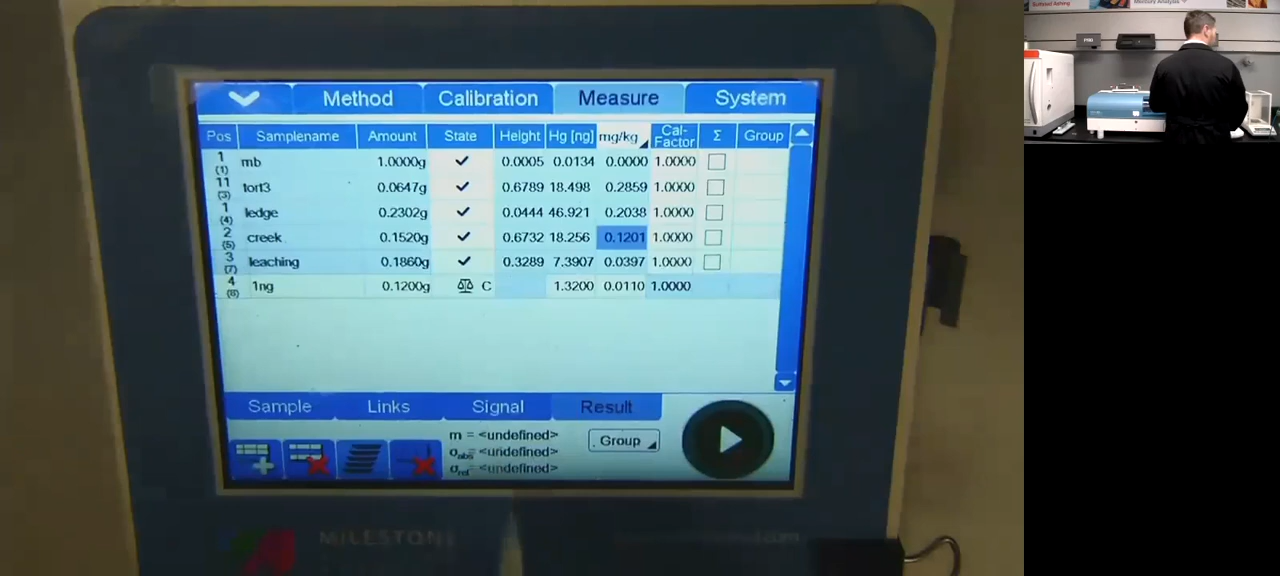 Method Calibration Measure System
Pos Samplename Amount State Height Hg [ng] mg/kg Cal-Factor Σ Group
1 (1) mb 1.0000g 0.0005 0.0134 0.0000 1.0000
11 (3) tort3 0.0647g 0.6789 18.498 0.2859 1.0000
1 (4) ledge 0.2302g 0.0444 46.921 0.2038 1.0000
2 (5) creek 0.1520g 0.6732 18.256 0.1201 1.0000
3 (7) leaching 0.1860g 0.3289 7.3907 0.0397 1.0000
4 (8) 1ng 0.1200g C 1.3200 0.0110 1.0000
Sample Links Signal Result
m = <undefined>
σabs= <undefined>
σrel= <undefined>
Group
MILESTONE
Mercury Analysis